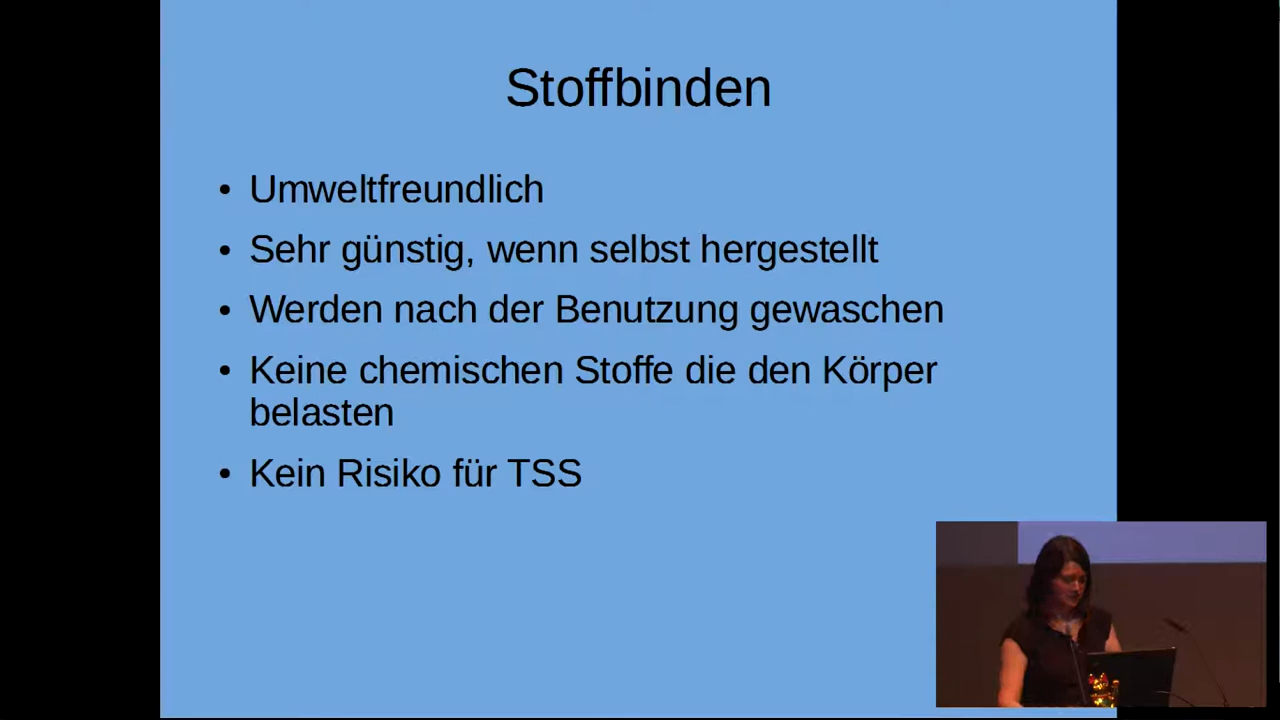 Stoffbinden
• Umweltfreundlich
• Sehr günstig, wenn selbst hergestellt
• Werden nach der Benutzung gewaschen
• Keine chemischen Stoffe die den Körper
belasten
• Kein Risiko für TSS